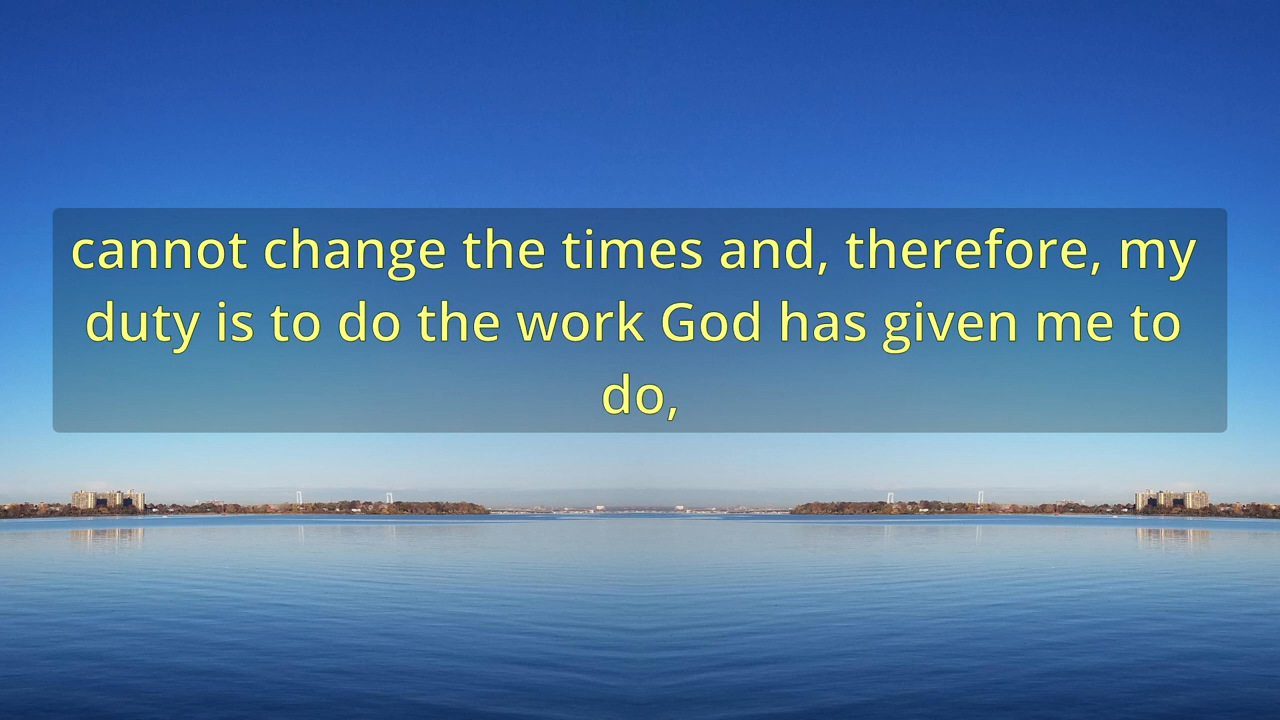 cannot change the times and, therefore, my
duty is to do the work God has given me to
do,